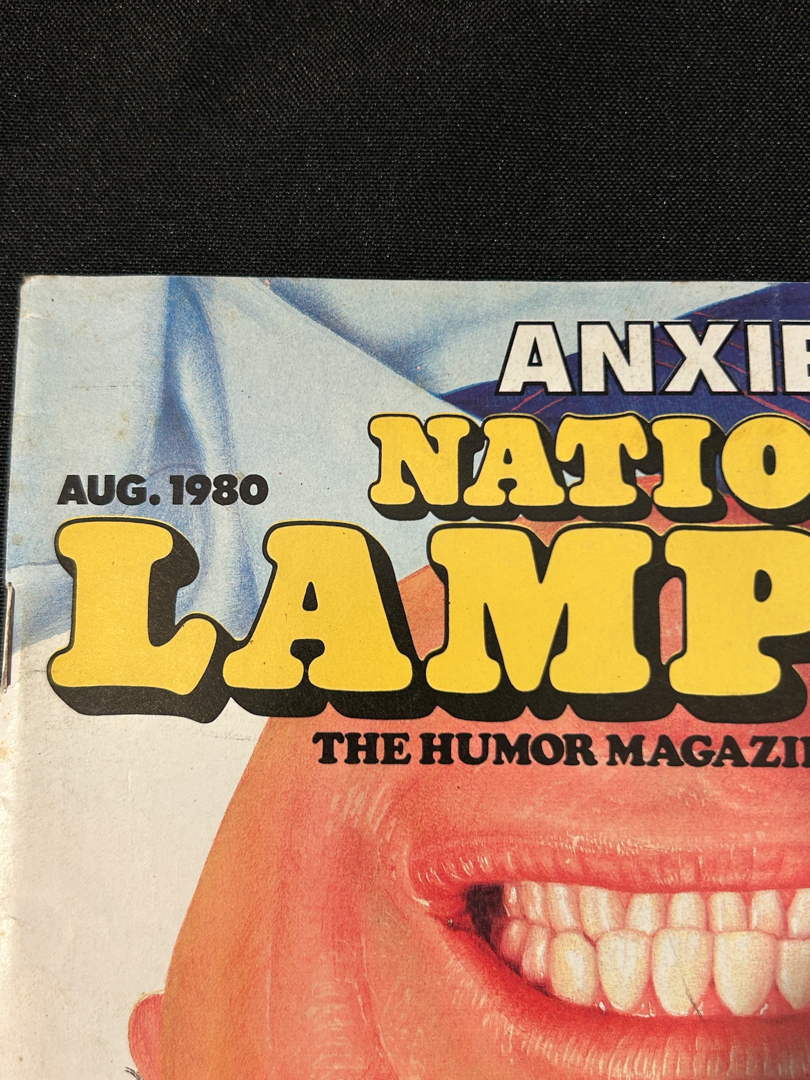 ANXIE
NATIO
AUG. 1980
LAMP
THE HUMOR MAGAZI